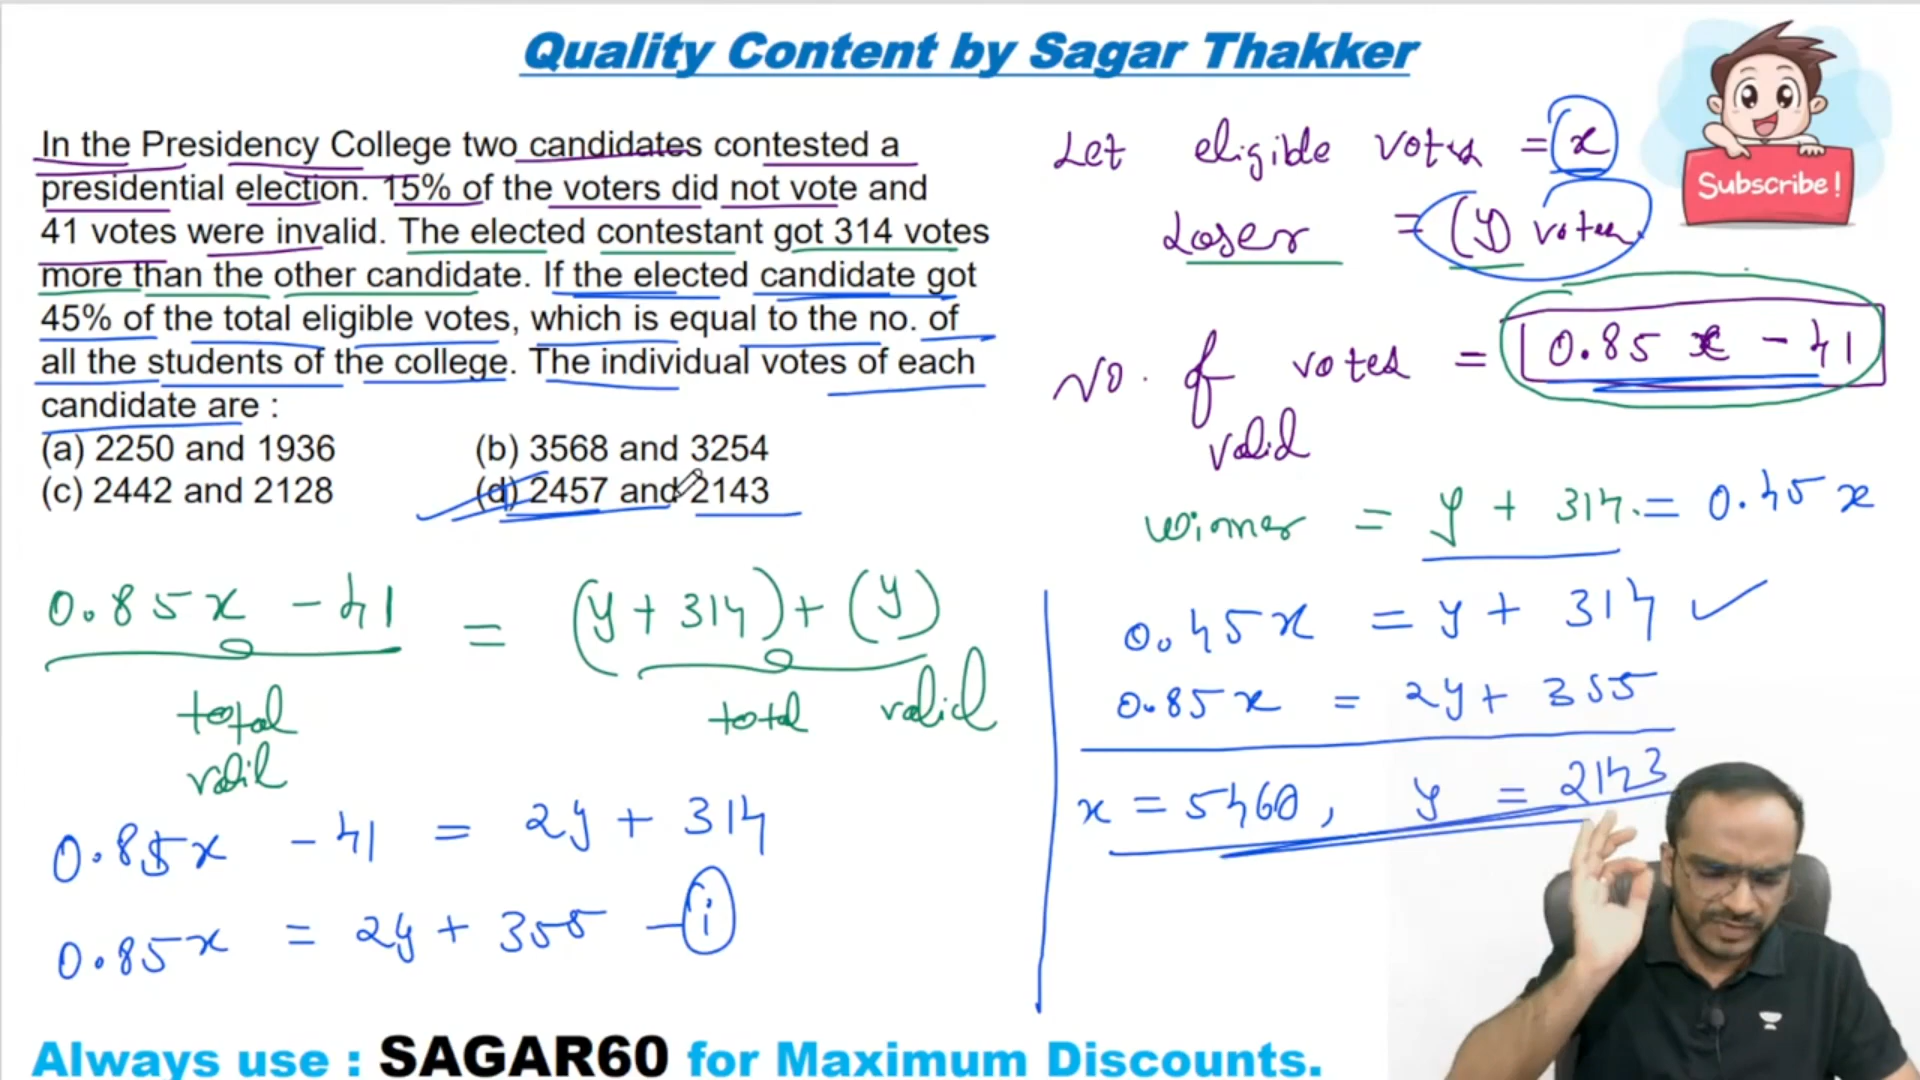 Quality Content by Sagar Thakker
In the Presidency College two candidates contested a
presidential election. 15% of the voters did not vote and
41 votes were invalid. The elected contestant got 314 votes
more than the other candidate. If the elected candidate got
45% of the total eligible votes, which is equal to the no. of
all the students of the college. The individual votes of each
candidate are :
(a) 2250 and 1936 (b) 3568 and 3254
(c) 2442 and 2128 (d) 2457 and 2143
Subscribe!
Let eligible votes = x
Loser = (y) votes
No. of votes = 0.85 x - 41
valid
winner = y + 314 = 0.45 x
0.85x - 41 = (y + 314) + (y)
total total valid
valid
0.85x - 41 = 2y + 314
0.85x = 2y + 355 - i
0.45x = y + 314
0.85x = 2y + 355
x = 5460, y = 2143
Always use : SAGAR60 for Maximum Discounts.